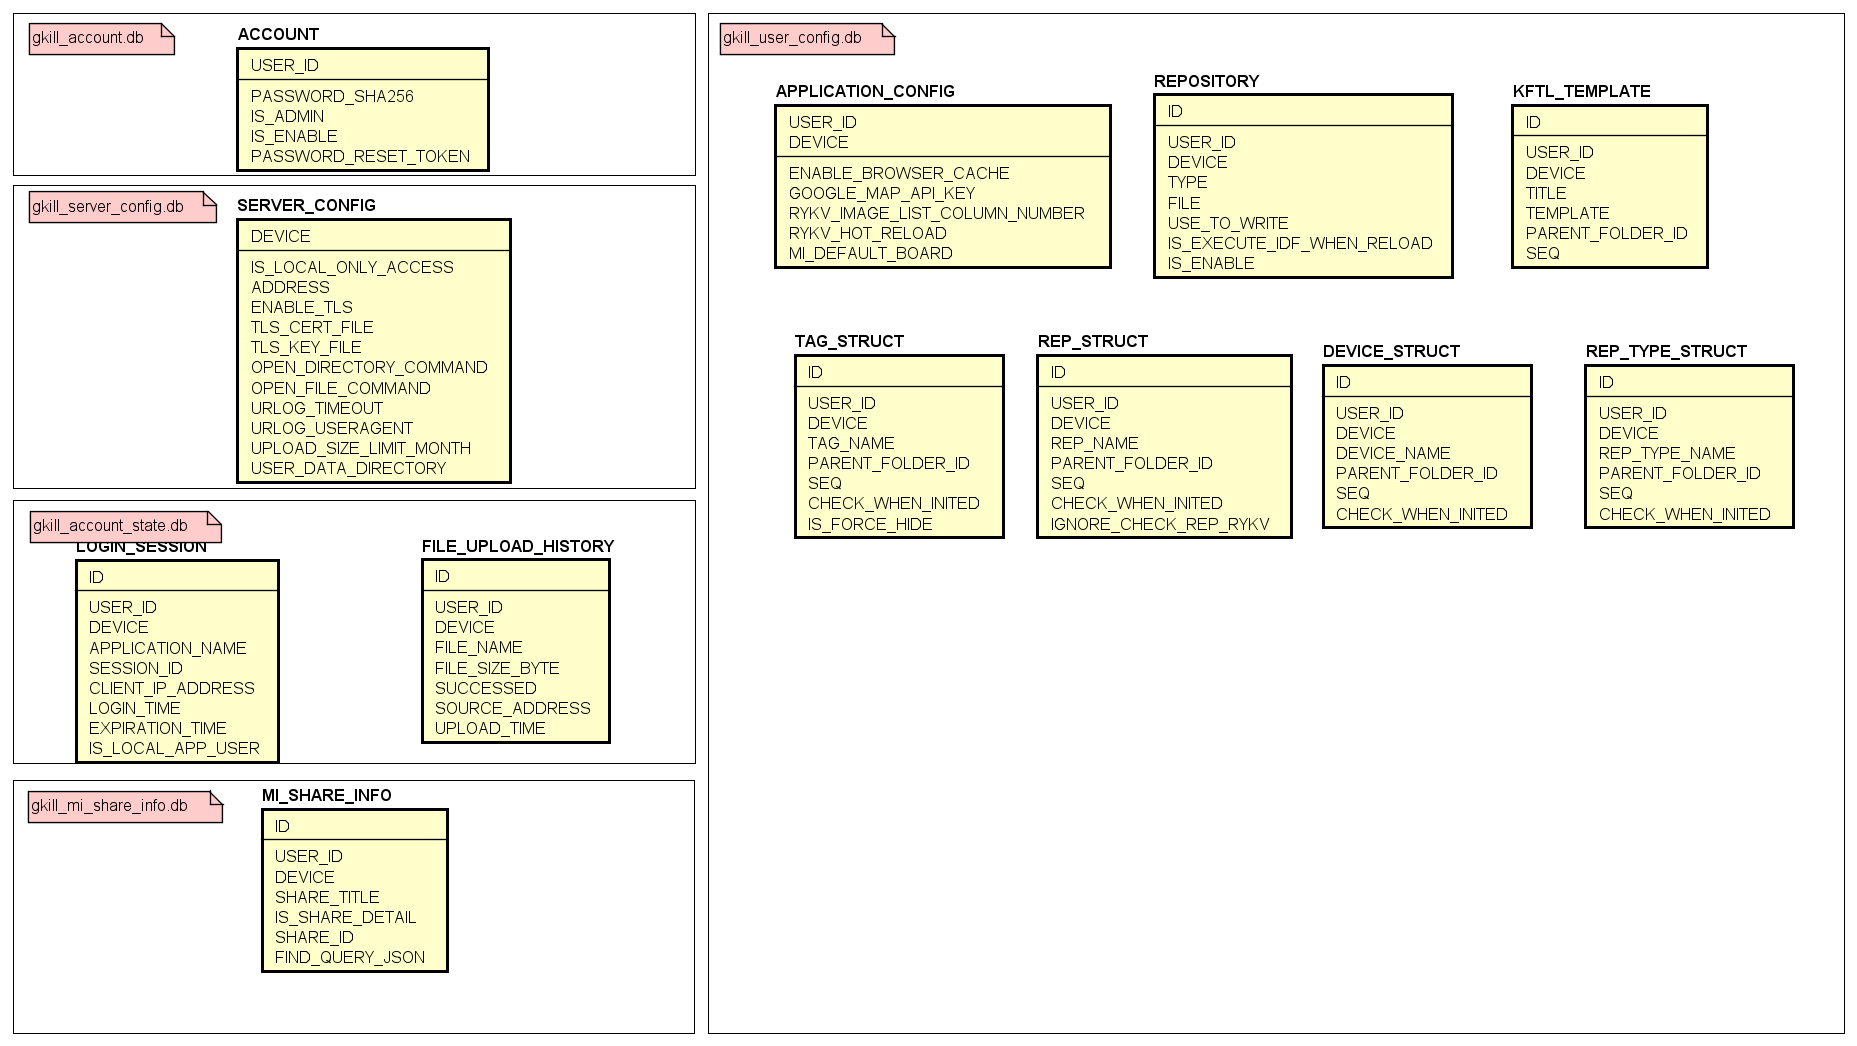 gkill_account.db
ACCOUNT
USER_ID
PASSWORD_SHA256
IS_ADMIN
IS_ENABLE
PASSWORD_RESET_TOKEN
gkill_server_config.db
SERVER_CONFIG
DEVICE
IS_LOCAL_ONLY_ACCESS
ADDRESS
ENABLE_TLS
TLS_CERT_FILE
TLS_KEY_FILE
OPEN_DIRECTORY_COMMAND
OPEN_FILE_COMMAND
URLOG_TIMEOUT
URLOG_USERAGENT
UPLOAD_SIZE_LIMIT_MONTH
USER_DATA_DIRECTORY
gkill_account_state.db
LOGIN_SESSION
ID
USER_ID
DEVICE
APPLICATION_NAME
SESSION_ID
CLIENT_IP_ADDRESS
LOGIN_TIME
EXPIRATION_TIME
IS_LOCAL_APP_USER
FILE_UPLOAD_HISTORY
ID
USER_ID
DEVICE
FILE_NAME
FILE_SIZE_BYTE
SUCCESSED
SOURCE_ADDRESS
UPLOAD_TIME
gkill_mi_share_info.db
MI_SHARE_INFO
ID
USER_ID
DEVICE
SHARE_TITLE
IS_SHARE_DETAIL
SHARE_ID
FIND_QUERY_JSON
gkill_user_config.db
APPLICATION_CONFIG
USER_ID
DEVICE
ENABLE_BROWSER_CACHE
GOOGLE_MAP_API_KEY
RYKV_IMAGE_LIST_COLUMN_NUMBER
RYKV_HOT_RELOAD
MI_DEFAULT_BOARD
REPOSITORY
ID
USER_ID
DEVICE
TYPE
FILE
USE_TO_WRITE
IS_EXECUTE_IDF_WHEN_RELOAD
IS_ENABLE
KFTL_TEMPLATE
ID
USER_ID
DEVICE
TITLE
TEMPLATE
PARENT_FOLDER_ID
SEQ
TAG_STRUCT
ID
USER_ID
DEVICE
TAG_NAME
PARENT_FOLDER_ID
SEQ
CHECK_WHEN_INITED
IS_FORCE_HIDE
REP_STRUCT
ID
USER_ID
DEVICE
REP_NAME
PARENT_FOLDER_ID
SEQ
CHECK_WHEN_INITED
IGNORE_CHECK_REP_RYKV
DEVICE_STRUCT
ID
USER_ID
DEVICE
DEVICE_NAME
PARENT_FOLDER_ID
SEQ
CHECK_WHEN_INITED
REP_TYPE_STRUCT
ID
USER_ID
DEVICE
REP_TYPE_NAME
PARENT_FOLDER_ID
SEQ
CHECK_WHEN_INITED